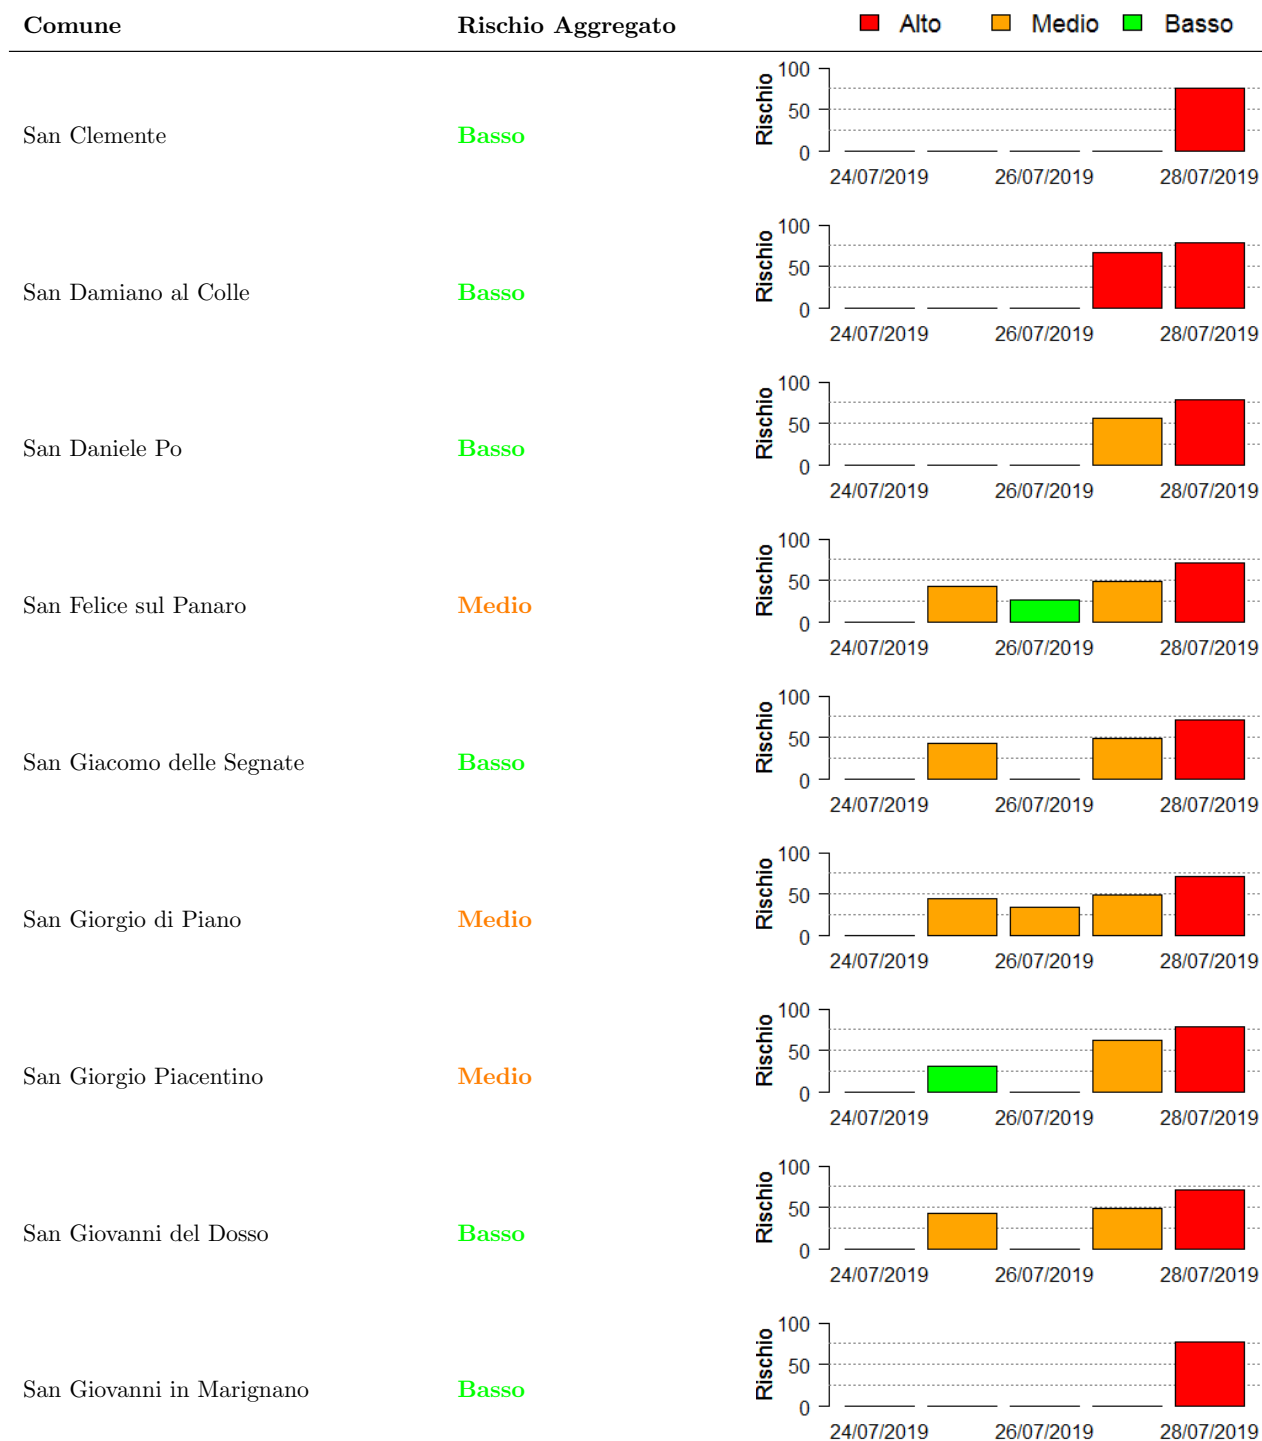 Comune Rischio Aggregato Alto Medio Basso
San Clemente Basso
Rischio
100
50
0
24/07/2019 26/07/2019 28/07/2019
San Damiano al Colle Basso
Rischio
100
50
0
24/07/2019 26/07/2019 28/07/2019
San Daniele Po Basso
Rischio
100
50
0
24/07/2019 26/07/2019 28/07/2019
San Felice sul Panaro Medio
Rischio
100
50
0
24/07/2019 26/07/2019 28/07/2019
San Giacomo delle Segnate Basso
Rischio
100
50
0
24/07/2019 26/07/2019 28/07/2019
San Giorgio di Piano Medio
Rischio
100
50
0
24/07/2019 26/07/2019 28/07/2019
San Giorgio Piacentino Medio
Rischio
100
50
0
24/07/2019 26/07/2019 28/07/2019
San Giovanni del Dosso Basso
Rischio
100
50
0
24/07/2019 26/07/2019 28/07/2019
San Giovanni in Marignano Basso
Rischio
100
50
0
24/07/2019 26/07/2019 28/07/2019